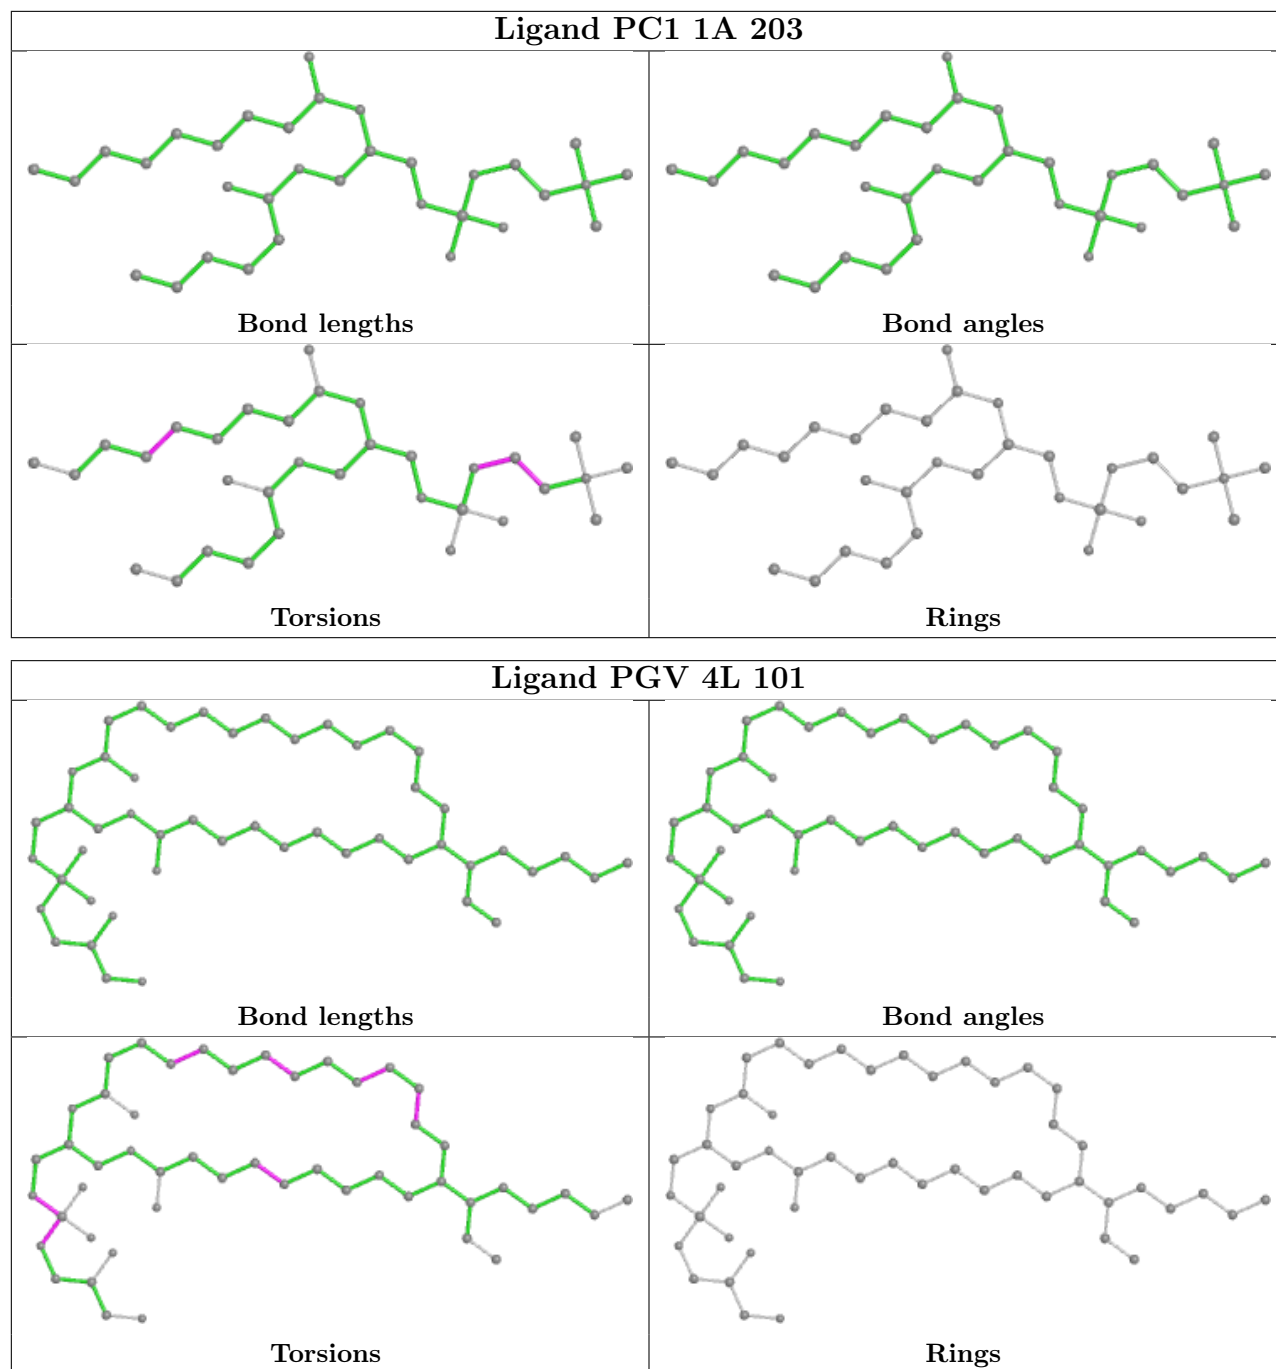 Ligand PC1 1A 203
Bond lengths
Bond angles
Torsions
Rings
Ligand PGV 4L 101
Bond lengths
Bond angles
Torsions
Rings